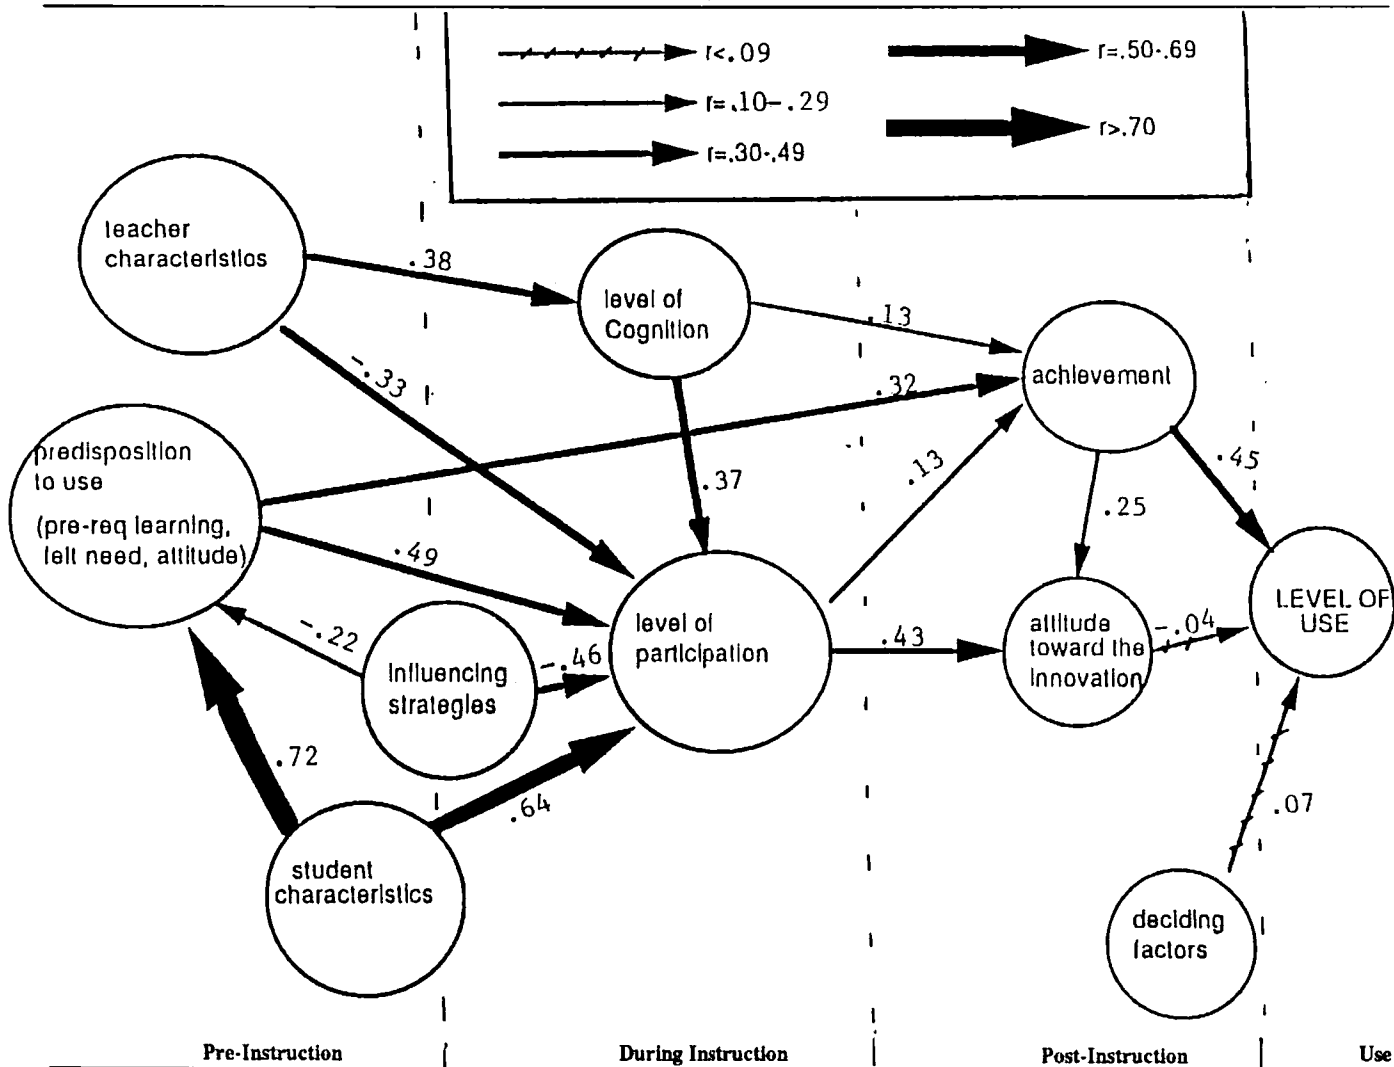 r<.09
r=.10-.29
r=.30-.49
r=.50-.69
r>.70
teacher
characteristics
.38
-.33
level of
Cognition
.13
achievement
.32
.37
.13
.25
.45
predisposition
to use
(pre-req learning,
felt need, attitude)
.49
-.22
influencing
strategies
-.46
level of
participation
.43
attitude
toward the
innovation
-.04
LEVEL OF
USE
.72
.64
student
characteristics
.07
deciding
factors
Pre-Instruction
During Instruction
Post-Instruction
Use